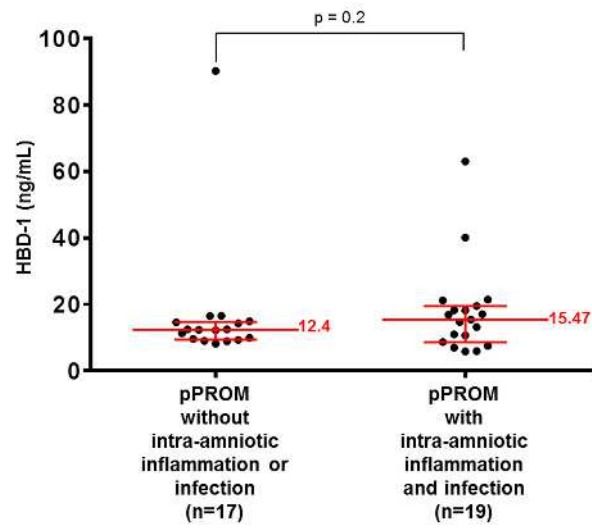 p = 0.2
HBD-1 (ng/mL)
100
80
60
40
20
0
12.4
15.47
pPROM
without
intra-amniotic
inflammation or
infection
(n=17)
pPROM
with
intra-amniotic
inflammation
and infection
(n=19)